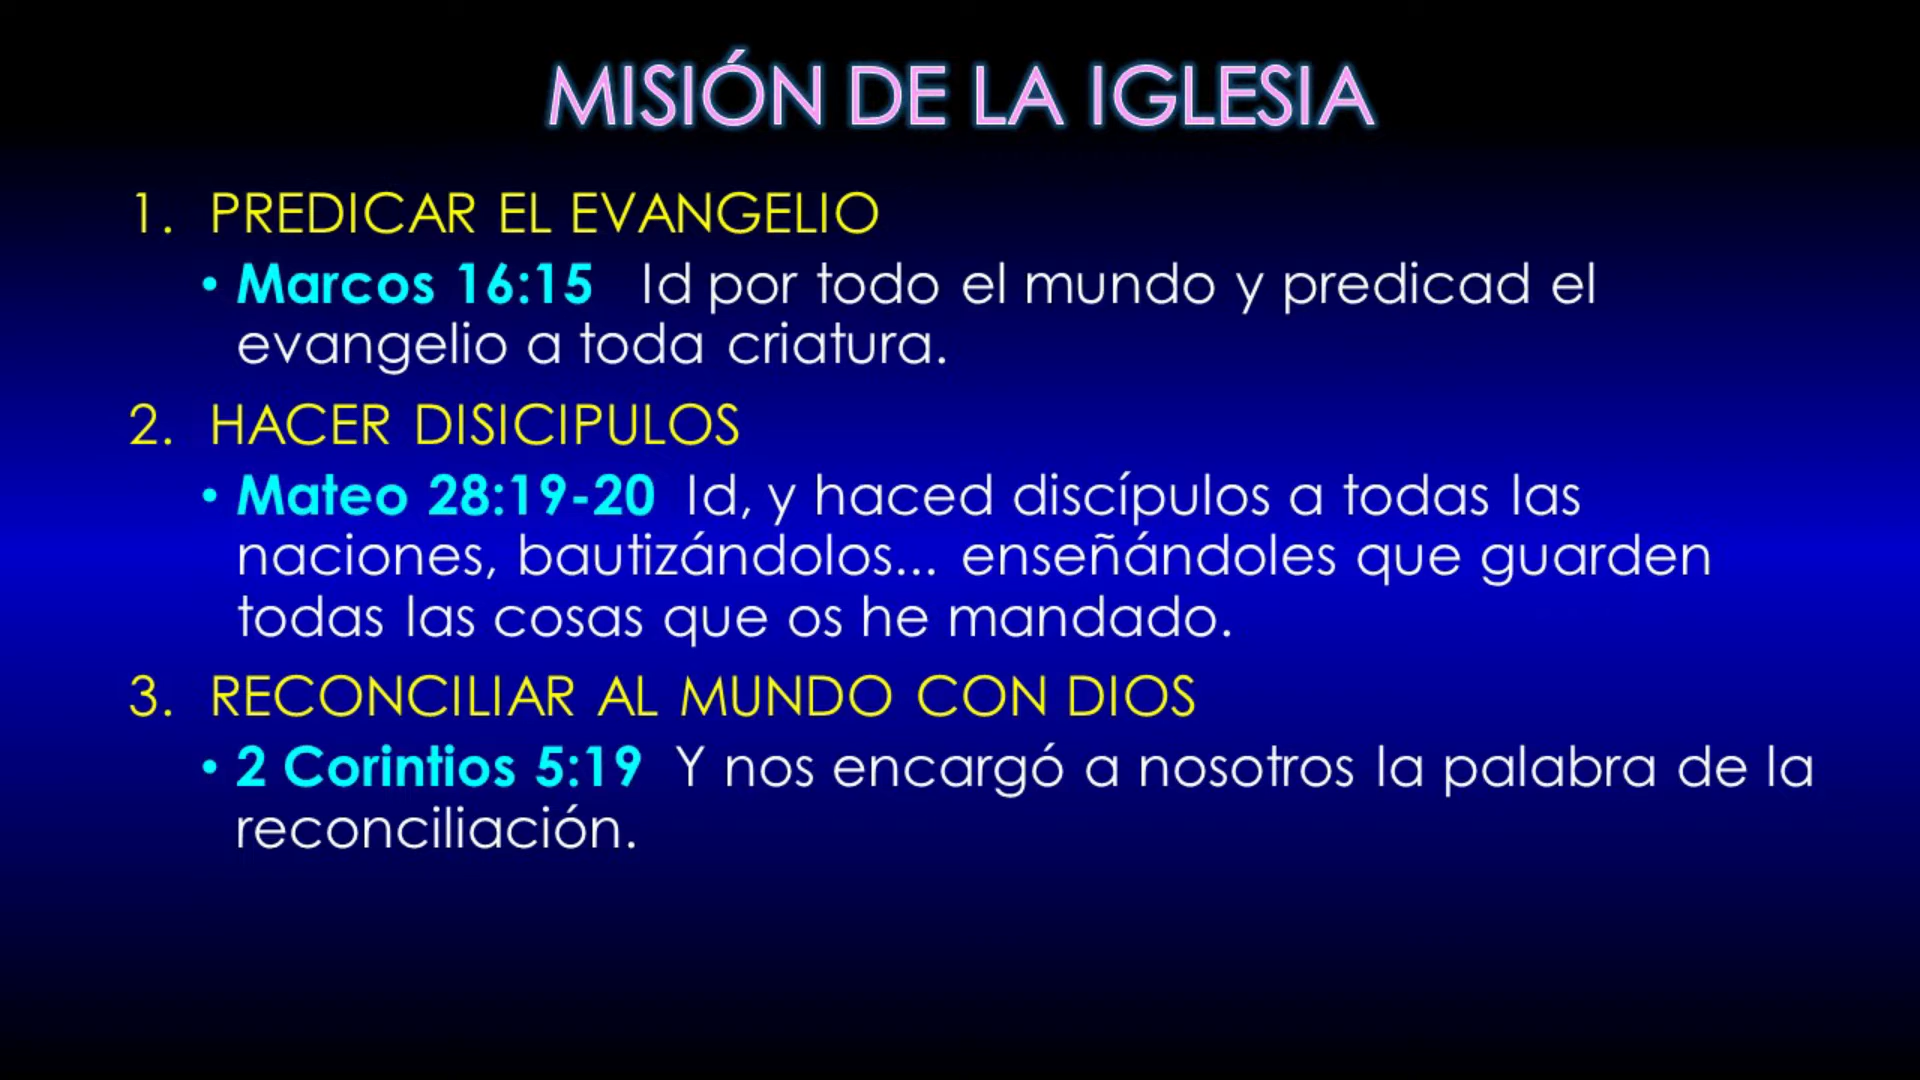 MISIÓN DE LA IGLESIA
1. PREDICAR EL EVANGELIO
• Marcos 16:15 Id por todo el mundo y predicad el
evangelio a toda criatura.
2. HACER DISICIPULOS
• Mateo 28:19-20 Id, y haced discípulos a todas las
naciones, bautizándolos... enseñándoles que guarden
todas las cosas que os he mandado.
3. RECONCILIAR AL MUNDO CON DIOS
• 2 Corintios 5:19 Y nos encargó a nosotros la palabra de la
reconciliación.